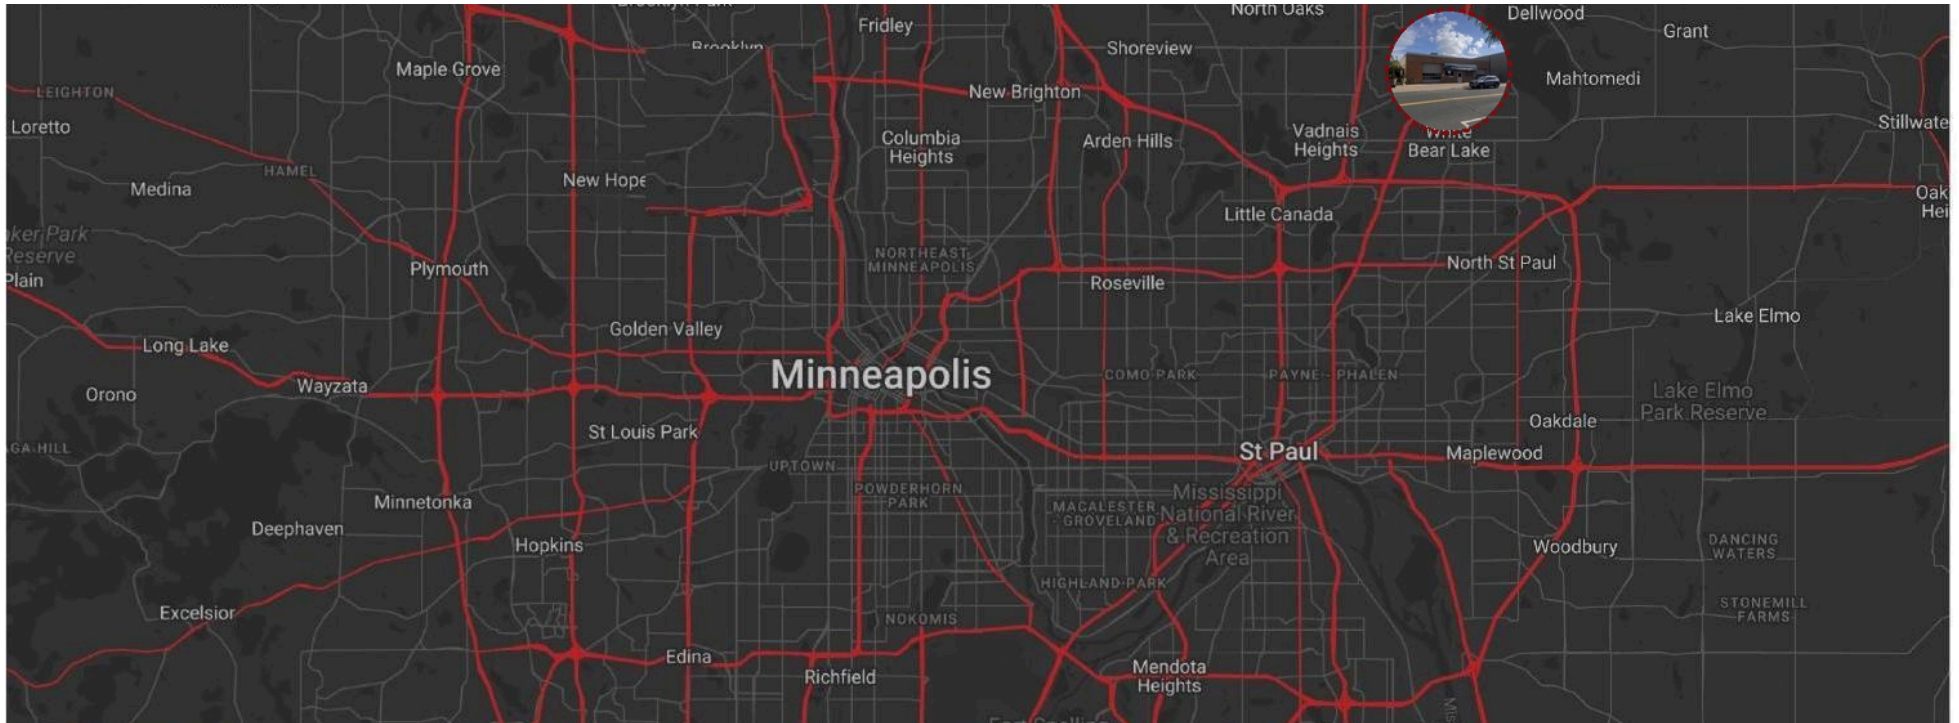 North Oaks
Dellwood
Fridley
Grant
Shoreview
Maple Grove
Mahtomedi
LEIGHTON
New Brighton
Loretto
Stillwate
Columbia
Heights
Arden Hills
Vadnais
Heights
Bear Lake
HAMEL
New Hope
Medina
Oak
Hei
Little Canada
Park
Reserve
NORTHEAST
MINNEAPOLIS
Plymouth
North St Paul
Plain
Roseville
Golden Valley
Lake Elmo
Long Lake
Minneapolis
COMO PARK
PAYNE - PHALEN
Wayzata
Orono
Lake Elmo
Park Reserve
Oakdale
St Louis Park
HILL
St Paul
Maplewood
UPTOWN
POWDERHORN
PARK
Minnetonka
Mississippi
National River
& Recreation
Area
MACALESTER
- GROVELAND
Deephaven
Hopkins
Woodbury
DANCING
WATERS
HIGHLAND PARK
Excelsior
NOKOMIS
STONEMILL
FARMS
Edina
Richfield
Mendota
Heights